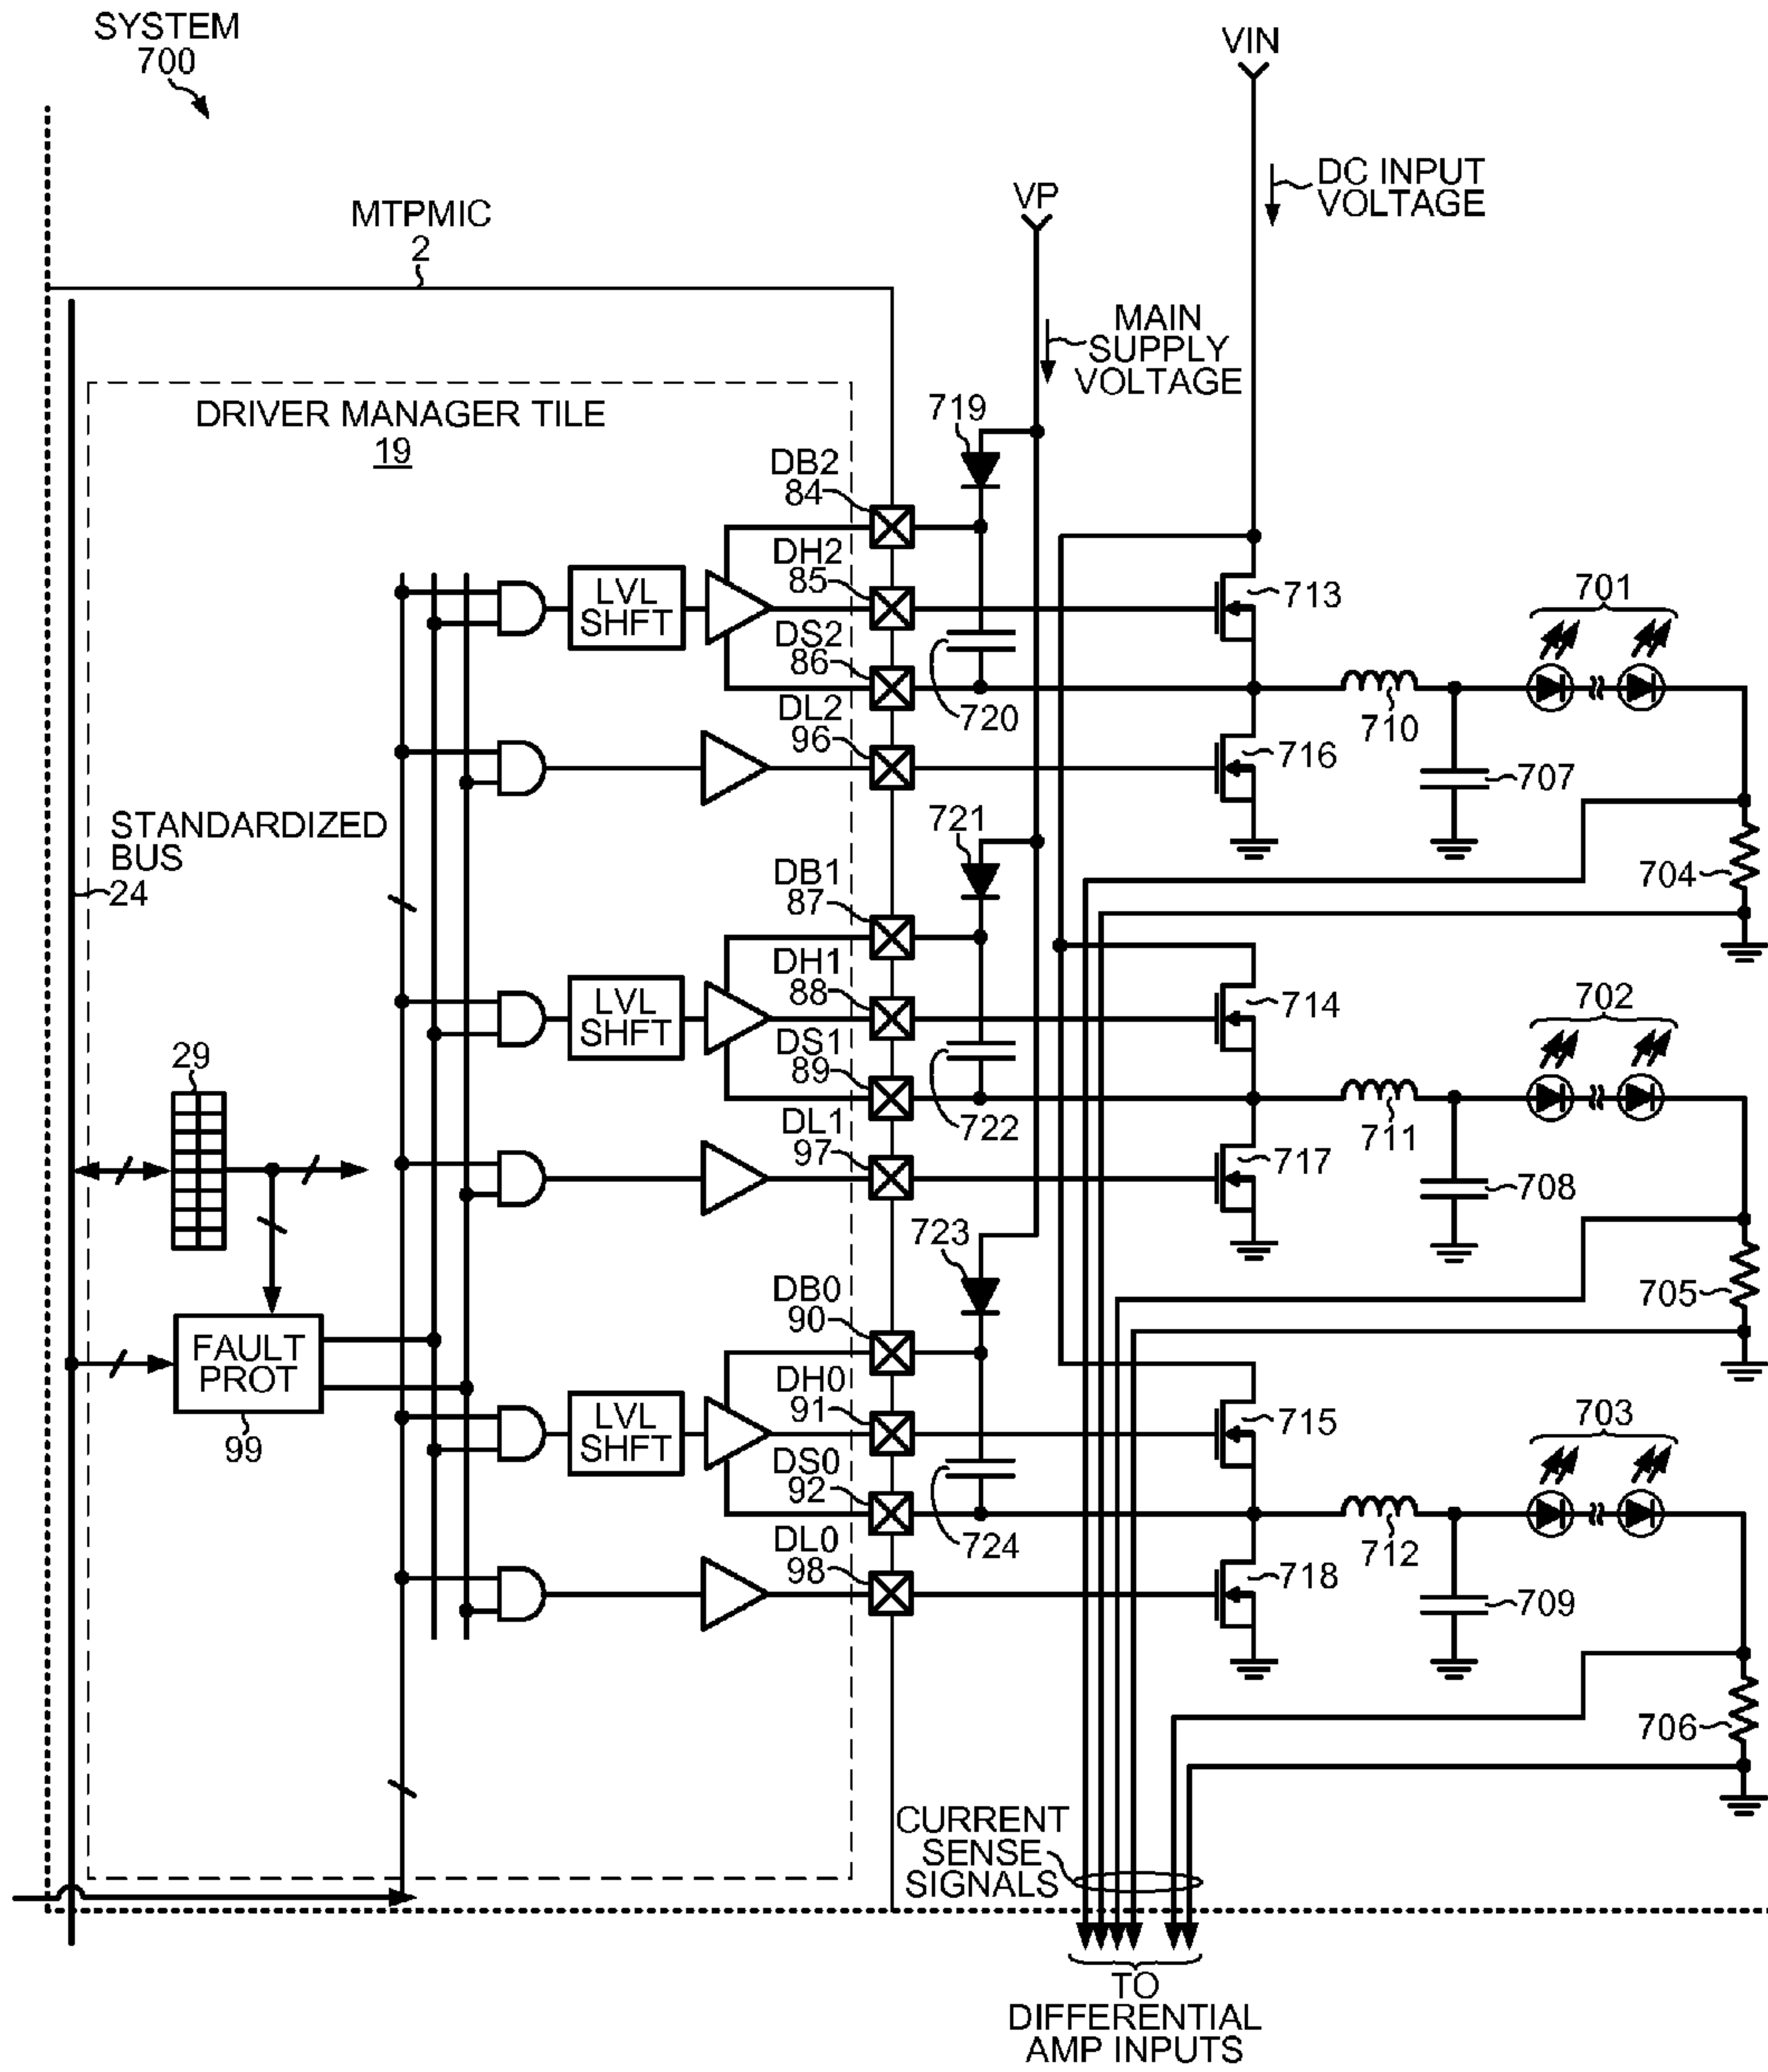 SYSTEM
700
VIN
DC INPUT
VOLTAGE
VP
MTPMIC
2
MAIN
SUPPLY
VOLTAGE
DRIVER MANAGER TILE
19
719
DB2
84
DH2
85
LVL
SHFT
713
701
DS2
86
720
710
DL2
96
716
707
STANDARDIZED
BUS
24
721
704
DB1
87
DH1
88
LVL
SHFT
714
702
DS1
89
722
711
29
DL1
97
717
708
723
705
DB0
90
FAULT
PROT
99
DH0
91
LVL
SHFT
715
703
DS0
92
724
712
DL0
98
718
709
706
CURRENT
SENSE
SIGNALS
TO
DIFFERENTIAL
AMP INPUTS